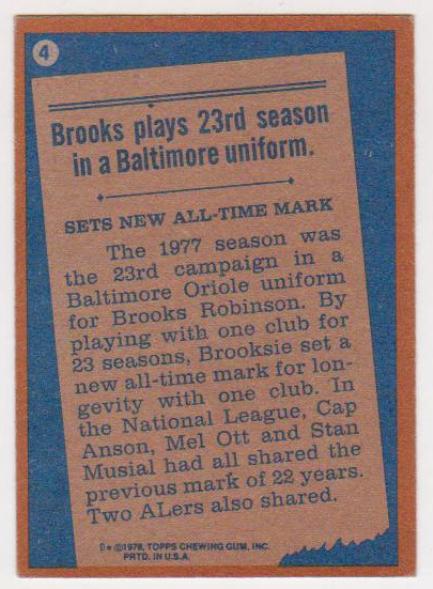 4
Brooks plays 23rd season
in a Baltimore uniform.
SETS NEW ALL-TIME MARK
The 1977 season was
the 23rd campaign in a
Baltimore Oriole uniform
for Brooks Robinson. By
playing with one club for
23 seasons, Brooksie set a
new all-time mark for lon-
gevity with one club. In
the National League, Cap
Anson, Mel Ott and Stan
Musial had all shared the
previous mark of 22 years.
Two ALers also shared.
©1978, TOPPS CHEWING GUM, INC.
PRTD. IN U.S.A.